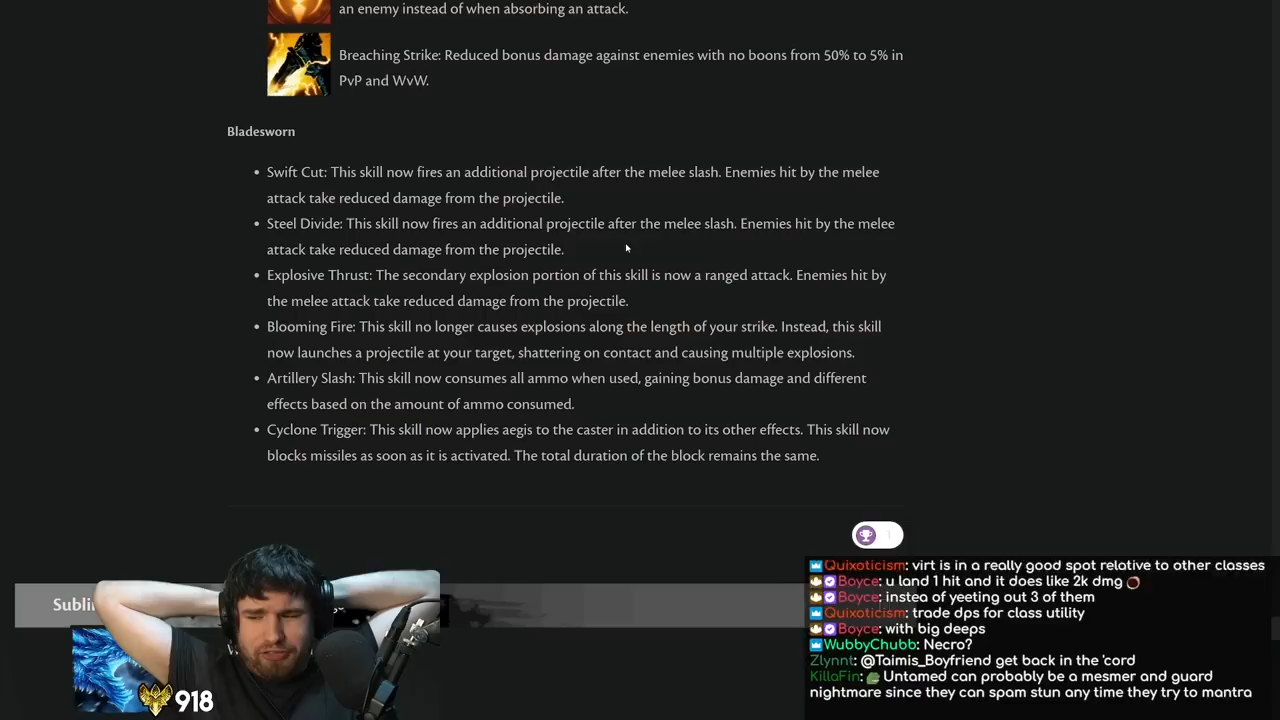 an enemy instead of when absorbing an attack.
Breaching Strike: Reduced bonus damage against enemies with no boons from 50% to 5% in
PvP and WvW.
Bladesworn
• Swift Cut: This skill now fires an additional projectile after the melee slash. Enemies hit by the melee
attack take reduced damage from the projectile.
• Steel Divide: This skill now fires an additional projectile after the melee slash. Enemies hit by the melee
attack take reduced damage from the projectile.
• Explosive Thrust: The secondary explosion portion of this skill is now a ranged attack. Enemies hit by
the melee attack take reduced damage from the projectile.
• Blooming Fire: This skill no longer causes explosions along the length of your strike. Instead, this skill
now launches a projectile at your target, shattering on contact and causing multiple explosions.
• Artillery Slash: This skill now consumes all ammo when used, gaining bonus damage and different
effects based on the amount of ammo consumed.
• Cyclone Trigger: This skill now applies aegis to the caster in addition to its other effects. This skill now
blocks missiles as soon as it is activated. The total duration of the block remains the same.
1
918
Quixoticism: virt is in a really good spot relative to other classes
Boyce: u land 1 hit and it does like 2k dmg
Boyce: instea of yeeting out 3 of them
Quixoticism: trade dps for class utility
Boyce: with big deeps
WubbyChubb: Necro?
Zlynnt: @Taimis_Boyfriend get back in the 'cord
KillaFin: Untamed can probably be a mesmer and guard
nightmare since they can spam stun any time they try to mantra